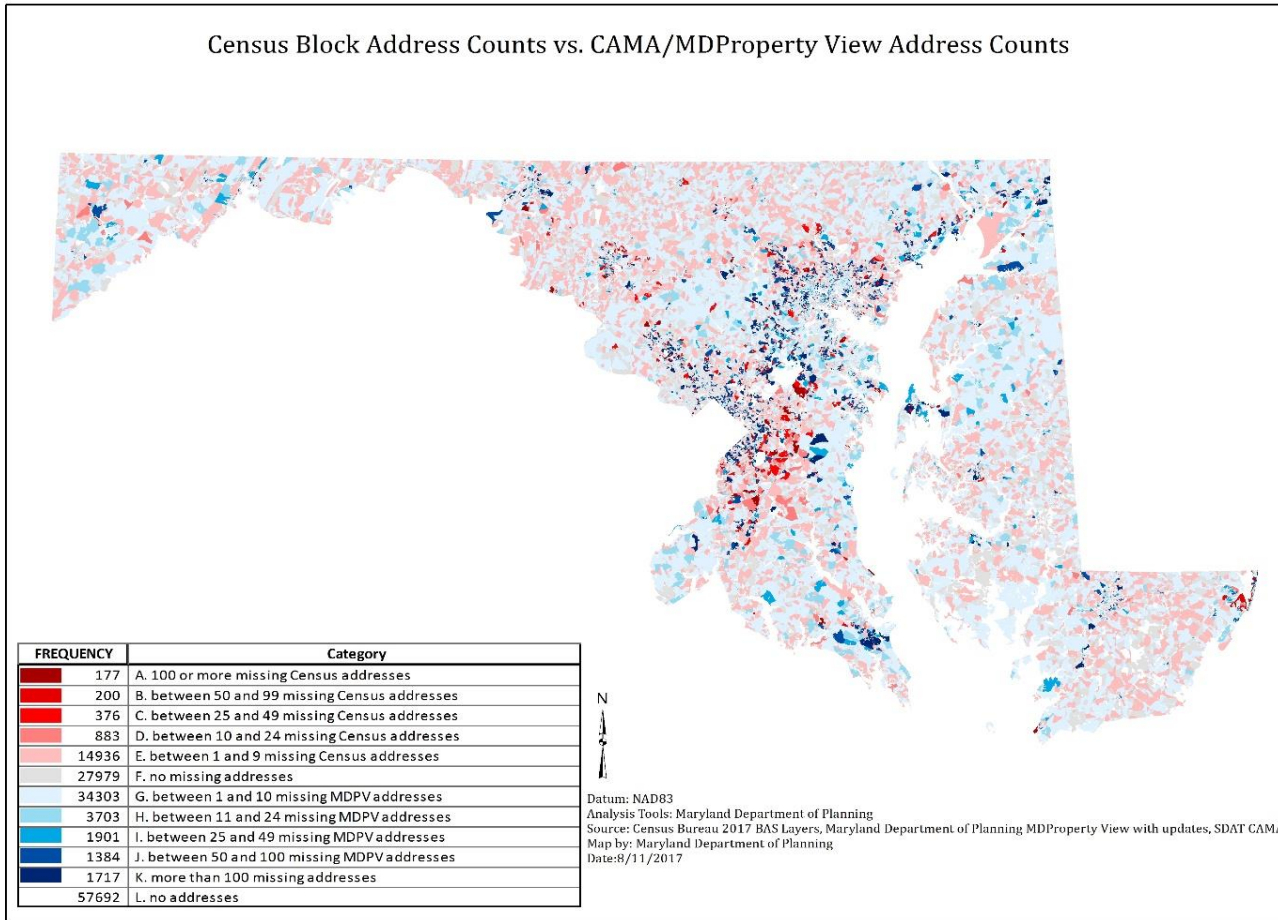 Census Block Address Counts vs. CAMA/MDProperty View Address Counts
FREQUENCY Category
177 A. 100 or more missing Census addresses
200 B. between 50 and 99 missing Census addresses
376 C. between 25 and 49 missing Census addresses
883 D. between 10 and 24 missing Census addresses
14936 E. between 1 and 9 missing Census addresses
27979 F. no missing addresses
34303 G. between 1 and 10 missing MDPV addresses
3703 H. between 11 and 24 missing MDPV addresses
1901 I. between 25 and 49 missing MDPV addresses
1384 J. between 50 and 100 missing MDPV addresses
1717 K. more than 100 missing addresses
57692 L. no addresses
N
Datum: NAD83
Analysis Tools: Maryland Department of Planning
Source: Census Bureau 2017 BAS Layers, Maryland Department of Planning MDProperty View with updates, SDAT CAMA
Map by: Maryland Department of Planning
Date:8/11/2017